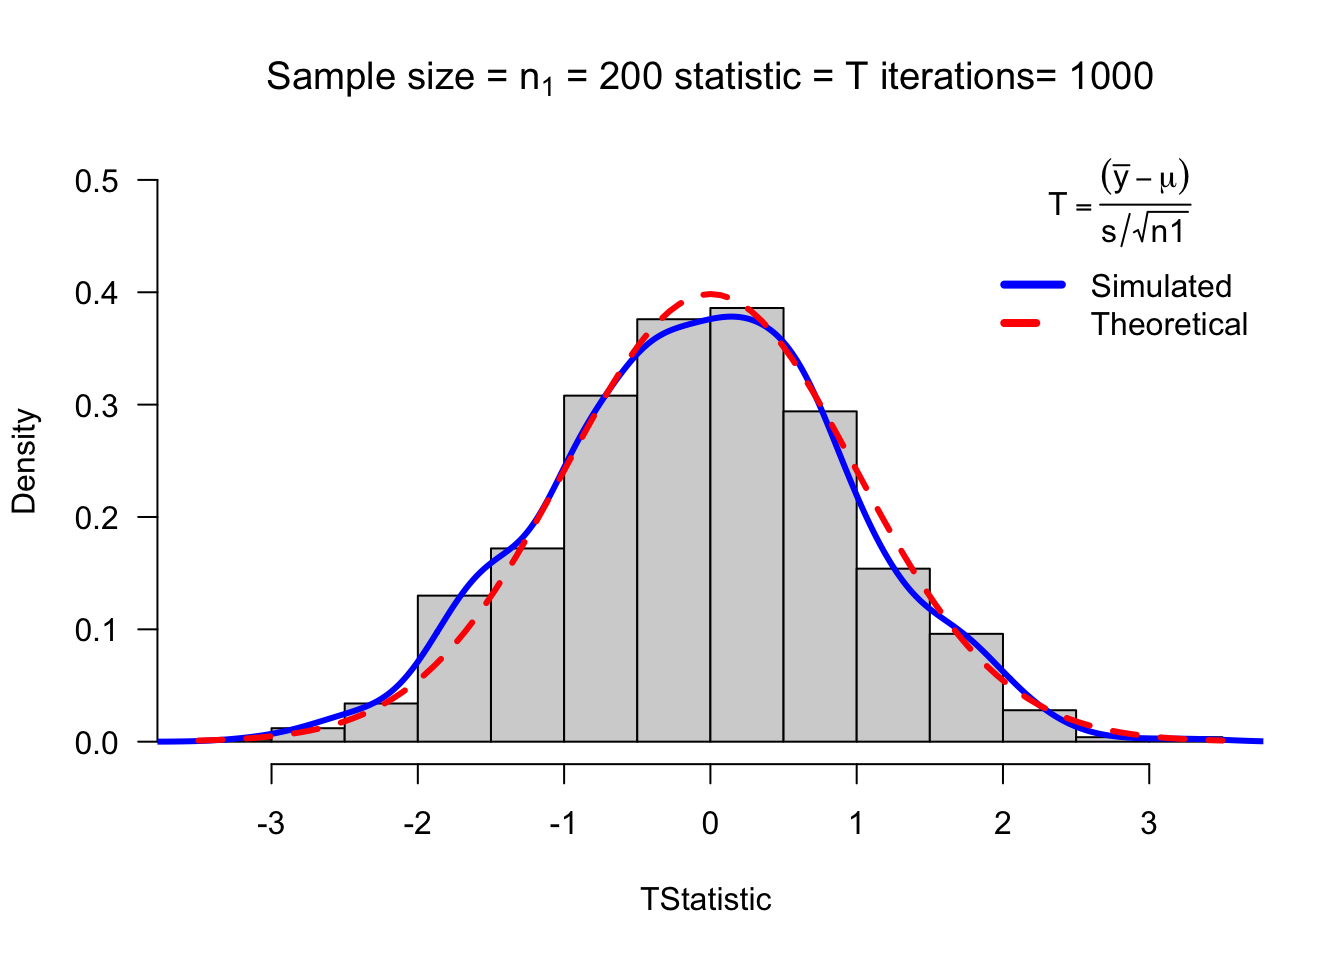 Sample size = n₁ = 200 statistic = T iterations= 1000
T = (y̅ − μ) / s/√n1
Simulated
Theoretical
Density
0.5
0.4
0.3
0.2
0.1
0.0
-3 -2 -1 0 1 2 3
TStatistic